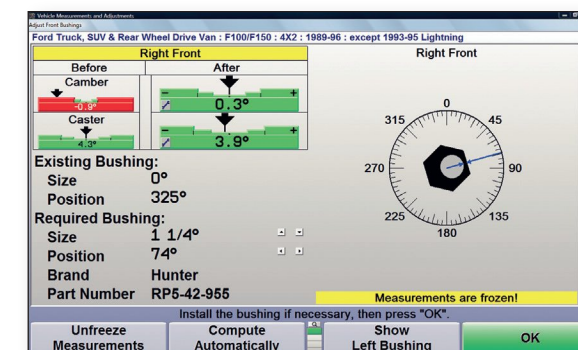 Vehicle Measurements and Adjustments
Adjust Front Bushings
Ford Truck, SUV & Rear Wheel Drive Van : F100/F150 : 4X2 : 1989-96 : except 1993-95 Lightning
Right Front
Before After
Camber
-0.9° - + 0.3°
Caster
4.3° - + 3.9°
Existing Bushing:
Size 0°
Position 325°
Required Bushing:
Size 1 1/4°
Position 74°
Brand Hunter
Part Number RP5-42-955
Right Front
0
315 45
270 90
225 135
180
Measurements are frozen!
Install the bushing if necessary, then press "OK".
Unfreeze Measurements
Compute Automatically
Show Left Bushing
OK